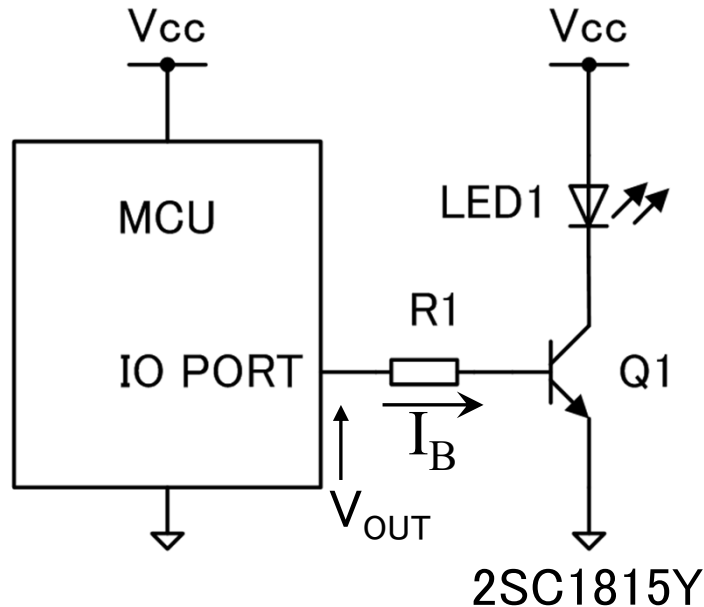 Vcc
Vcc
MCU
LED1
R1
IO PORT
Q1
IB
VOUT
2SC1815Y